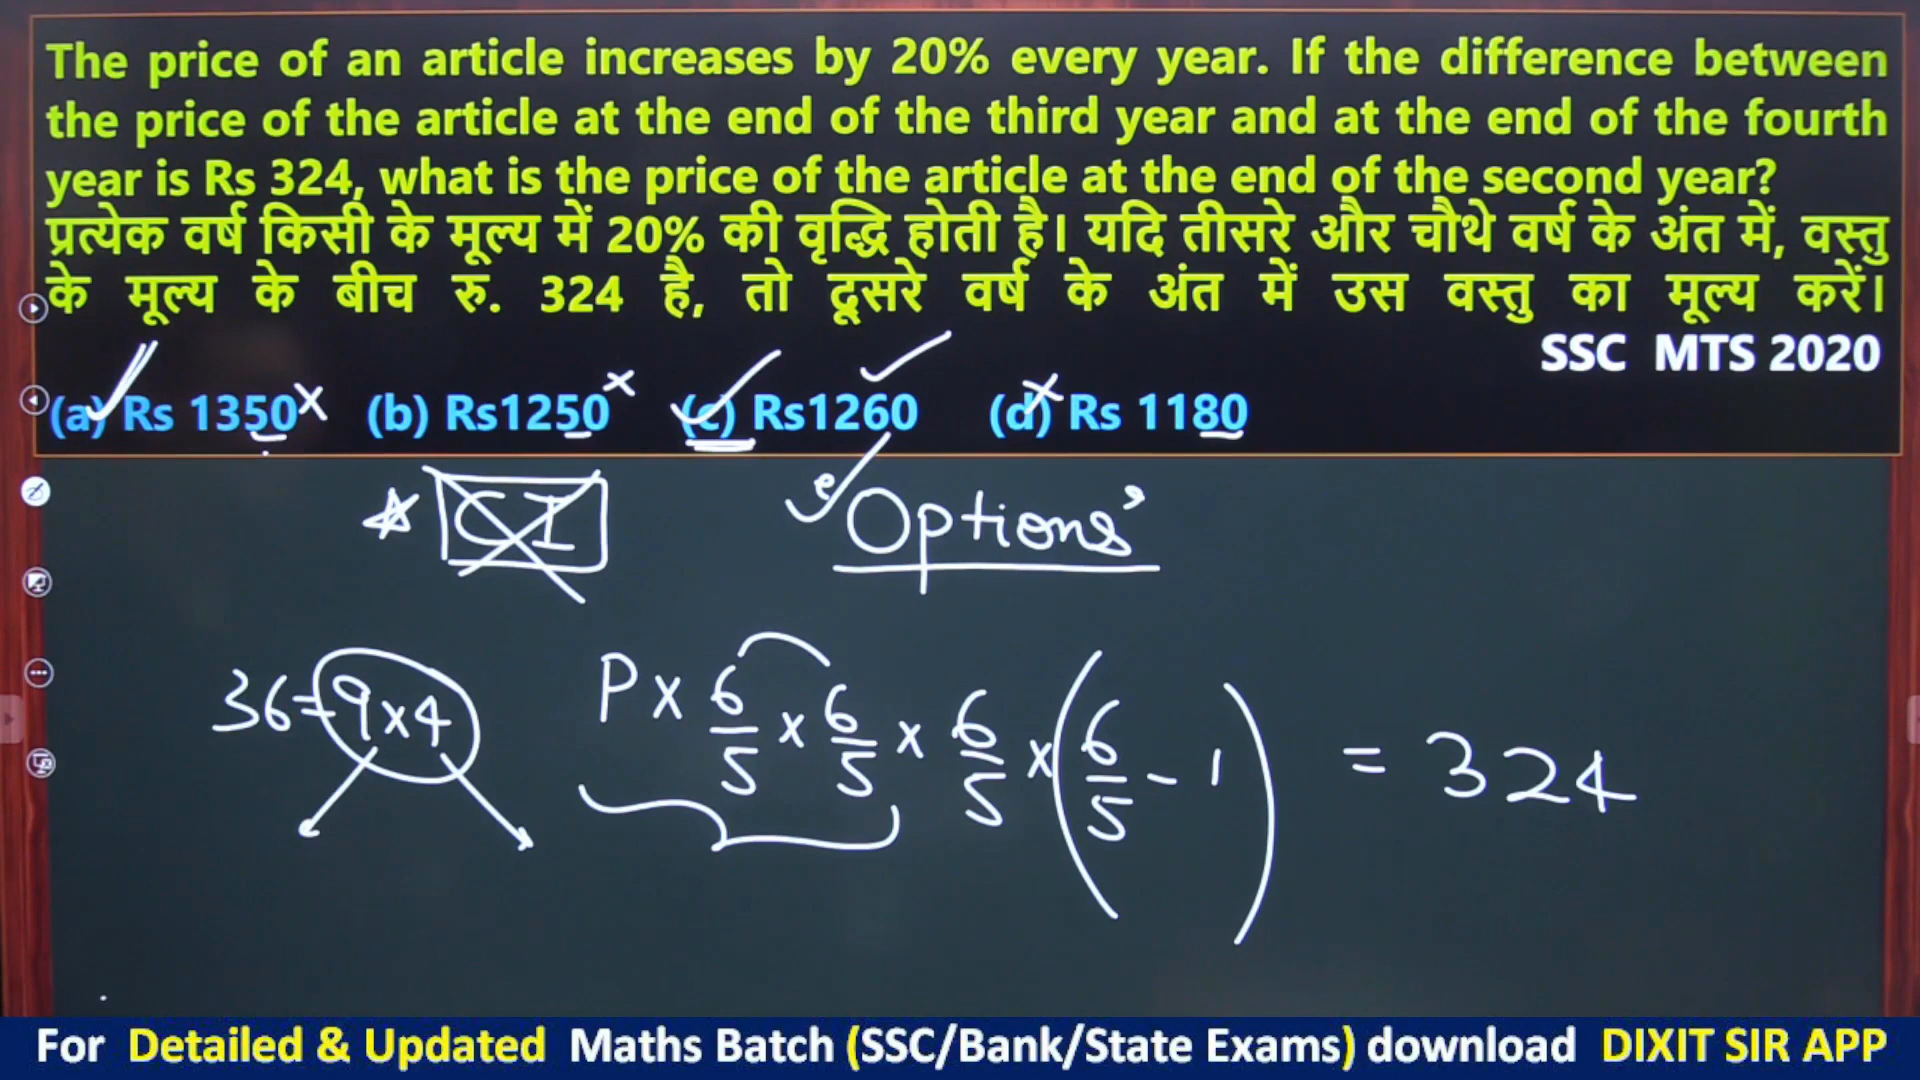 The price of an article increases by 20% every year. If the difference between
the price of the article at the end of the third year and at the end of the fourth
year is Rs 324, what is the price of the article at the end of the second year?
प्रत्येक वर्ष किसी के मूल्य में 20% की वृद्धि होती है। यदि तीसरे और चौथे वर्ष के अंत में, वस्तु
के मूल्य के बीच रु. 324 है, तो दूसरे वर्ष के अंत में उस वस्तु का मूल्य करें।
SSC MTS 2020
(a) Rs 1350 (b) Rs1250 (c) Rs1260 (d) Rs 1180
CI Options
36=9x4 P x 6/5 x 6/5 x 6/5 x (6/5 - 1) = 324
For Detailed & Updated Maths Batch (SSC/Bank/State Exams) download DIXIT SIR APP